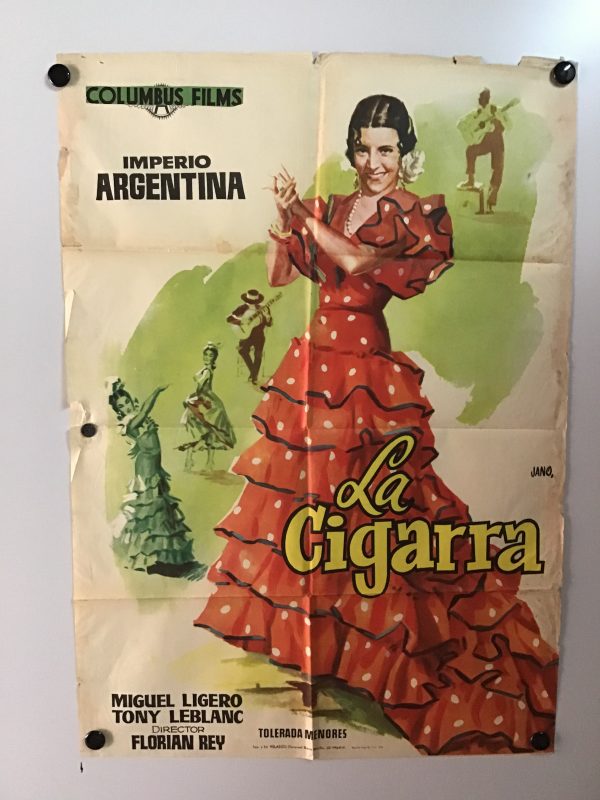 COLUMBUS FILMS
IMPERIO
ARGENTINA
JANO,
La
Cigarra
MIGUEL LIGERO
TONY LEBLANC
DIRECTOR
FLORIAN REY
TOLERADA MENORES